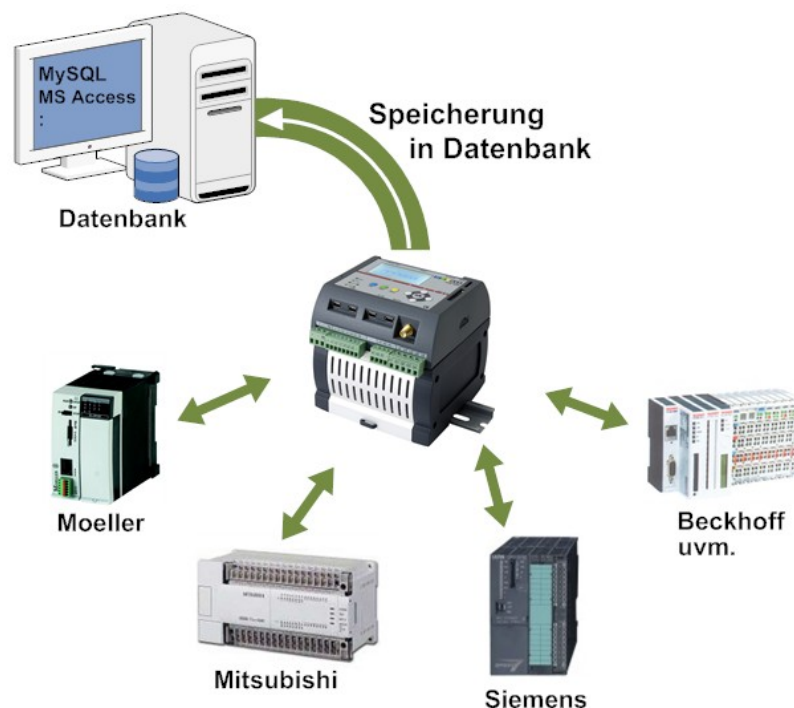 MySQL
MS Access
:
Speicherung
in Datenbank
Datenbank
Moeller
Beckhoff
uvm.
Mitsubishi
Siemens